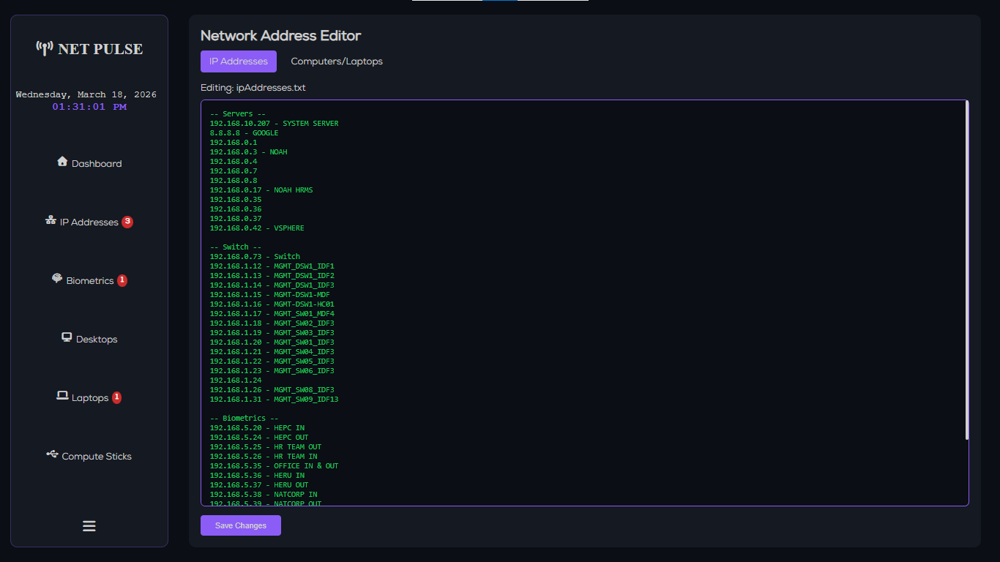 NET PULSE
Wednesday, March 18, 2026
01:31:01 PM
Dashboard
IP Addresses 3
Biometrics 1
Desktops
Laptops 1
Compute Sticks
Network Address Editor
IP Addresses
Computers/Laptops
Editing: ipAddresses.txt
-- Servers --
192.168.10.207 - SYSTEM SERVER
8.8.8.8 - GOOGLE
192.168.0.1
192.168.0.3 - NOAH
192.168.0.4
192.168.0.7
192.168.0.8
192.168.0.17 - NOAH HRMS
192.168.0.35
192.168.0.36
192.168.0.37
192.168.0.42 - VSPHERE
-- Switch --
192.168.0.73 - Switch
192.168.1.12 - MGMT_DSW1_IDF1
192.168.1.13 - MGMT_DSW1_IDF2
192.168.1.14 - MGMT_DSW1_IDF3
192.168.1.15 - MGMT-DSW1-MDF
192.168.1.16 - MGMT-DSW1-HC01
192.168.1.17 - MGMT_SW01_MDF4
192.168.1.18 - MGMT_SW02_IDF3
192.168.1.19 - MGMT_SW03_IDF3
192.168.1.20 - MGMT_SW01_IDF3
192.168.1.21 - MGMT_SW04_IDF3
192.168.1.22 - MGMT_SW05_IDF3
192.168.1.23 - MGMT_SW06_IDF3
192.168.1.24
192.168.1.26 - MGMT_SW08_IDF3
192.168.1.31 - MGMT_SW09_IDF13
-- Biometrics --
192.168.5.20 - HEPC IN
192.168.5.24 - HEPC OUT
192.168.5.25 - HR TEAM OUT
192.168.5.26 - HR TEAM IN
192.168.5.35 - OFFICE IN & OUT
192.168.5.36 - HERU IN
192.168.5.37 - HERU OUT
192.168.5.38 - NATCORP IN
192.168.5.39 - NATCORP OUT
Save Changes